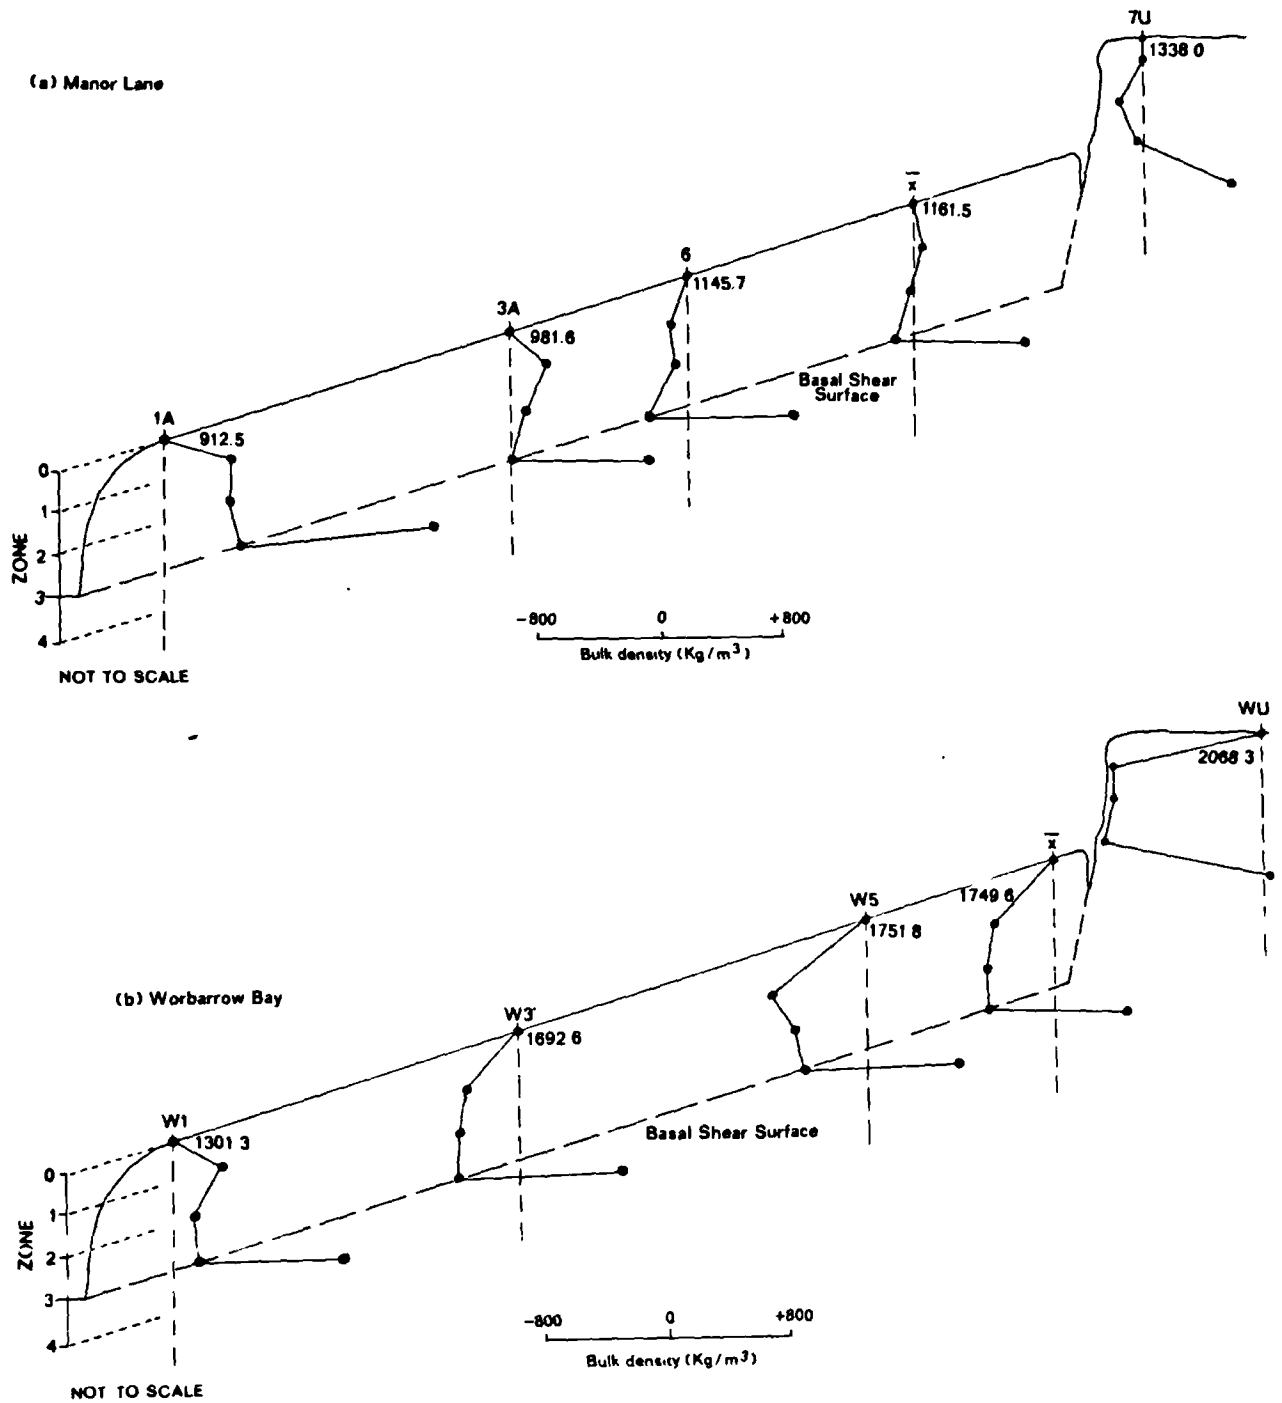 (a) Manor Lane
7U
1338 0
x̄
1161.5
6
1145.7
3A
981.6
Basal Shear
Surface
1A
912.5
0
1
2
3
4
ZONE
-800 0 +800
Bulk density (Kg/m³)
NOT TO SCALE
WU
2068 3
x̄
1749 6
W5
1751 8
(b) Worbarrow Bay
W3
1692 6
Basal Shear Surface
W1
1301 3
0
1
2
3
4
ZONE
-800 0 +800
Bulk density (Kg/m³)
NOT TO SCALE